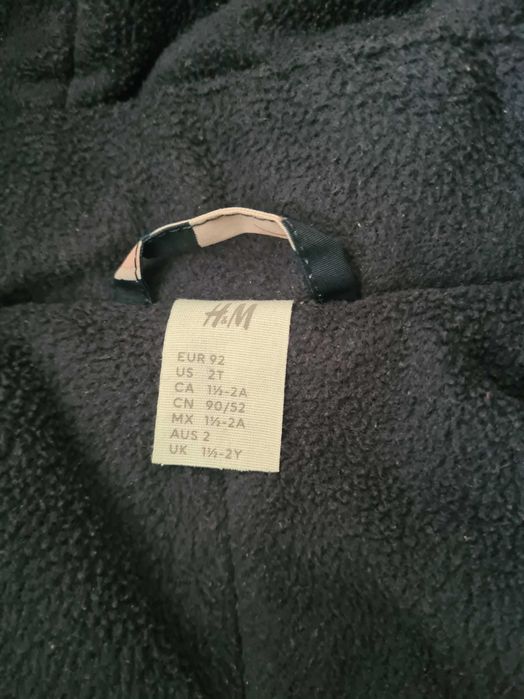 H&M
EUR 92
US 2T
CA 1½-2A
CN 90/52
MX 1½-2A
AUS 2
UK 1½-2Y